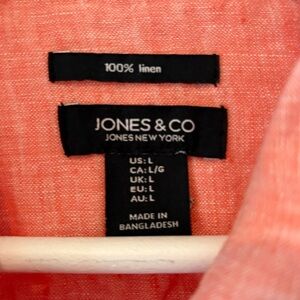 100% linen
JONES & CO
JONES NEW YORK
US: L
CA: L/G
UK: L
EU: L
AU: L
MADE IN
BANGLADESH